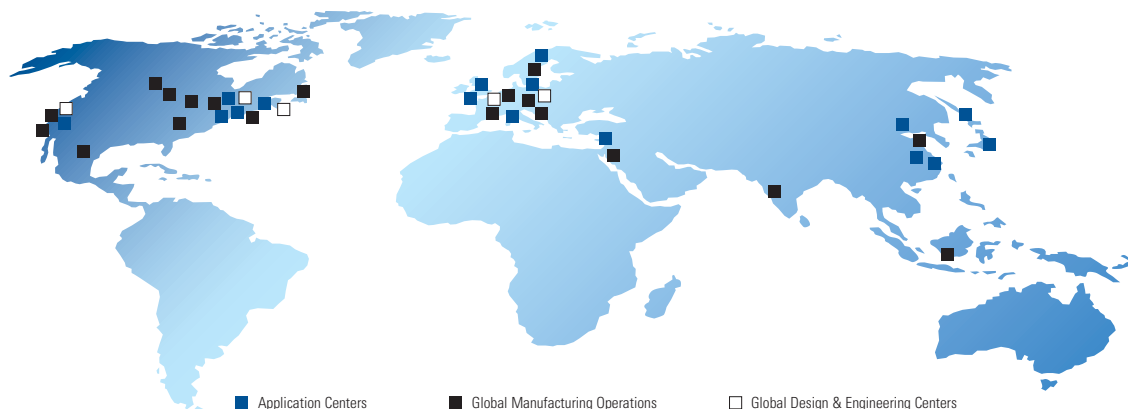 Application Centers
Global Manufacturing Operations
Global Design & Engineering Centers